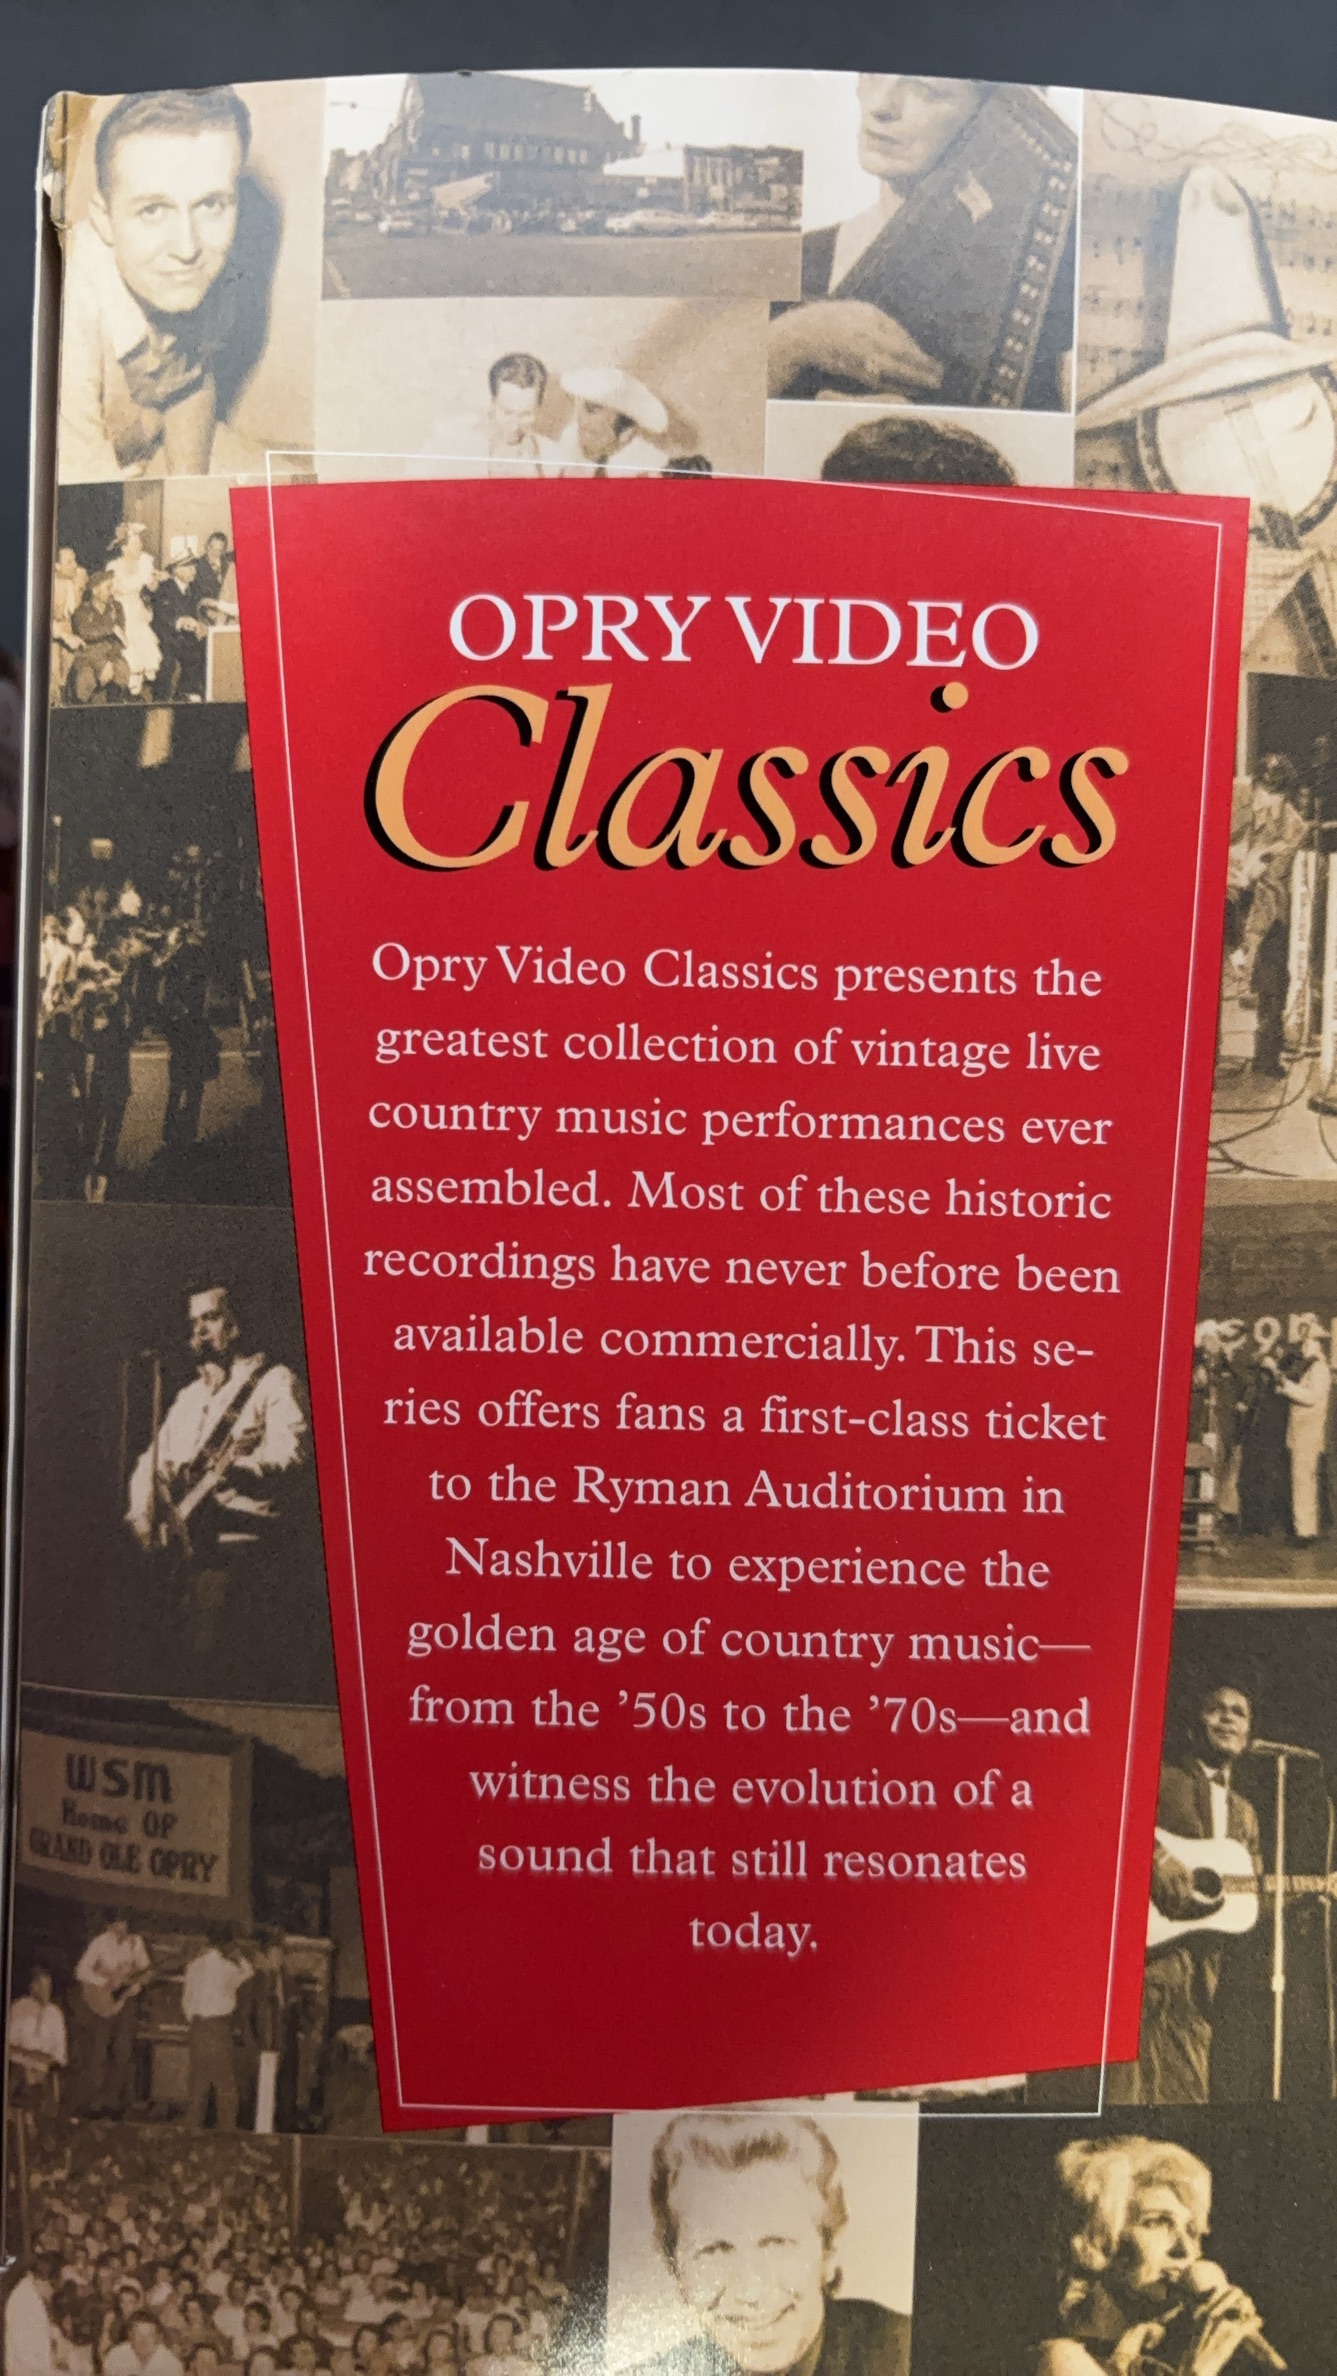 OPRY VIDEO
Classics
Opry Video Classics presents the
greatest collection of vintage live
country music performances ever
assembled. Most of these historic
recordings have never before been
available commercially. This se-
ries offers fans a first-class ticket
to the Ryman Auditorium in
Nashville to experience the
golden age of country music—
from the ’50s to the ’70s—and
witness the evolution of a
sound that still resonates
today.
WSM
Home OF
GRAND OLE OPRY